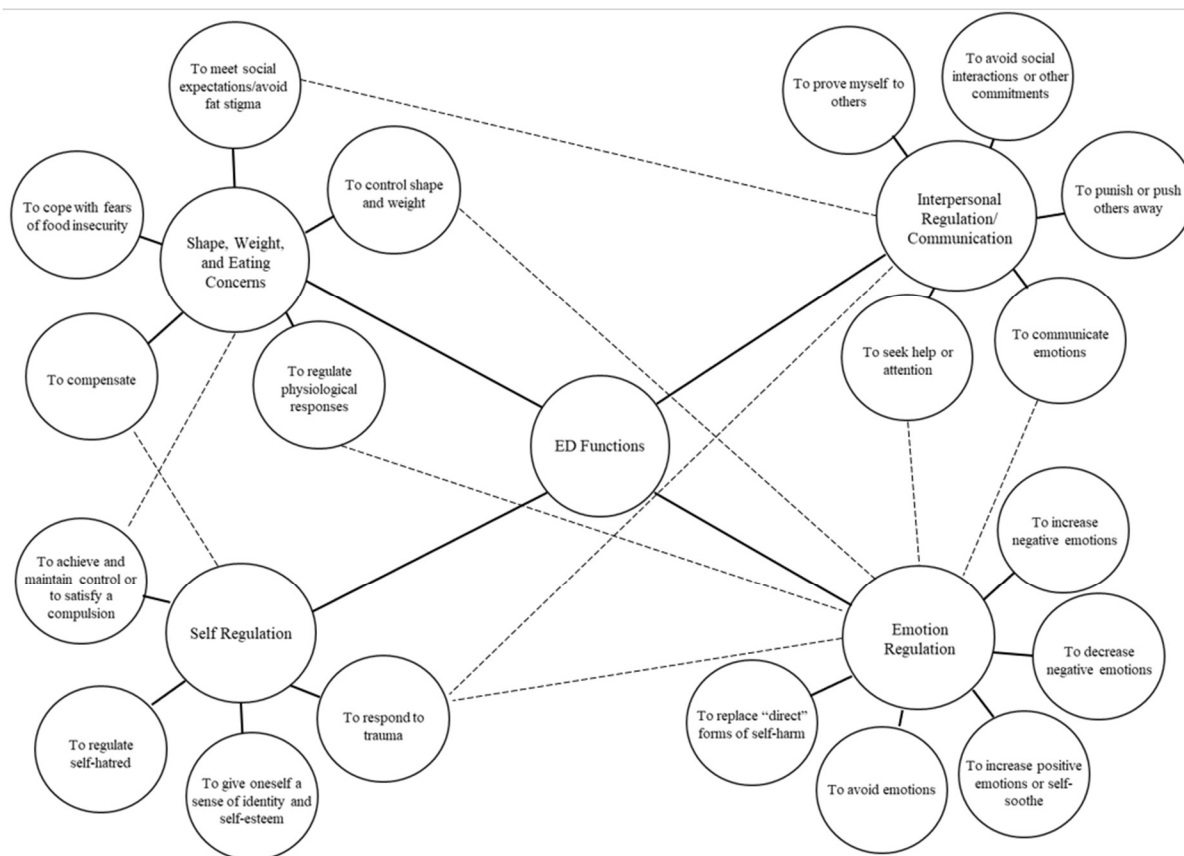 To meet social
expectations/avoid
fat stigma
To prove myself to
others
To avoid social
interactions or other
commitments
To cope with fears
of food insecurity
To control shape
and weight
To punish or push
others away
Shape, Weight,
and Eating
Concerns
Interpersonal
Regulation/
Communication
To compensate
To regulate
physiological
responses
To seek help or
attention
To communicate
emotions
ED Functions
To achieve and
maintain control or
to satisfy a
compulsion
Self Regulation
Emotion
Regulation
To increase
negative emotions
To decrease
negative emotions
To regulate
self-hatred
To give oneself a
sense of identity and
self-esteem
To respond to
trauma
To replace “direct”
forms of self-harm
To avoid emotions
To increase positive
emotions or self-
soothe